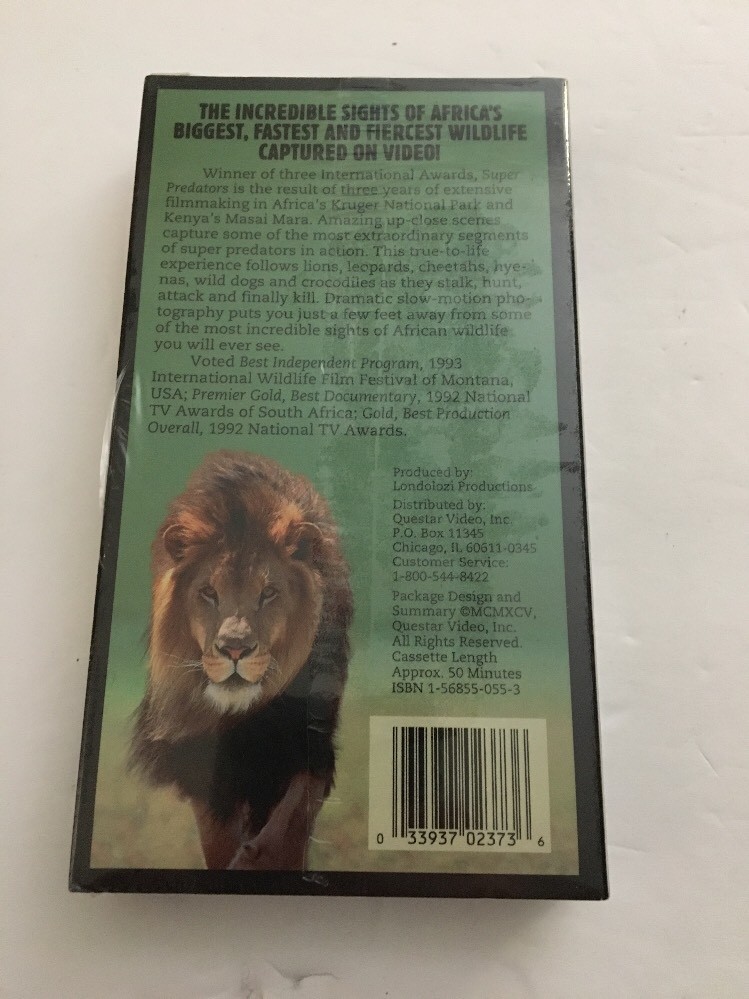 THE INCREDIBLE SIGHTS OF AFRICA'S
BIGGEST, FASTEST AND FIERCEST WILDLIFE
CAPTURED ON VIDEO!
Winner of three International Awards, Super
Predators is the result of three years of extensive
filmmaking in Africa's Kruger National Park and
Kenya's Masai Mara. Amazing up-close scenes
capture some of the most extraordinary segments
of super predators in action. This true-to-life
experience follows lions, leopards, cheetahs, hye-
nas, wild dogs and crocodiles as they stalk, hunt,
attack and finally kill. Dramatic slow-motion pho-
tography puts you just a few feet away from some
of the most incredible sights of African wildlife
you will ever see.
Voted Best Independent Program, 1993
International Wildlife Film Festival of Montana,
USA; Premier Gold, Best Documentary, 1992 National
TV Awards of South Africa; Gold, Best Production
Overall, 1992 National TV Awards.
Produced by:
Londolozi Productions
Distributed by:
Questar Video, Inc.
P.O. Box 11345
Chicago, IL 60611-0345
Customer Service:
1-800-544-8422
Package Design and
Summary ©MCMXCV,
Questar Video, Inc.
All Rights Reserved.
Cassette Length
Approx. 50 Minutes
ISBN 1-56855-055-3
0 33937 02373 6